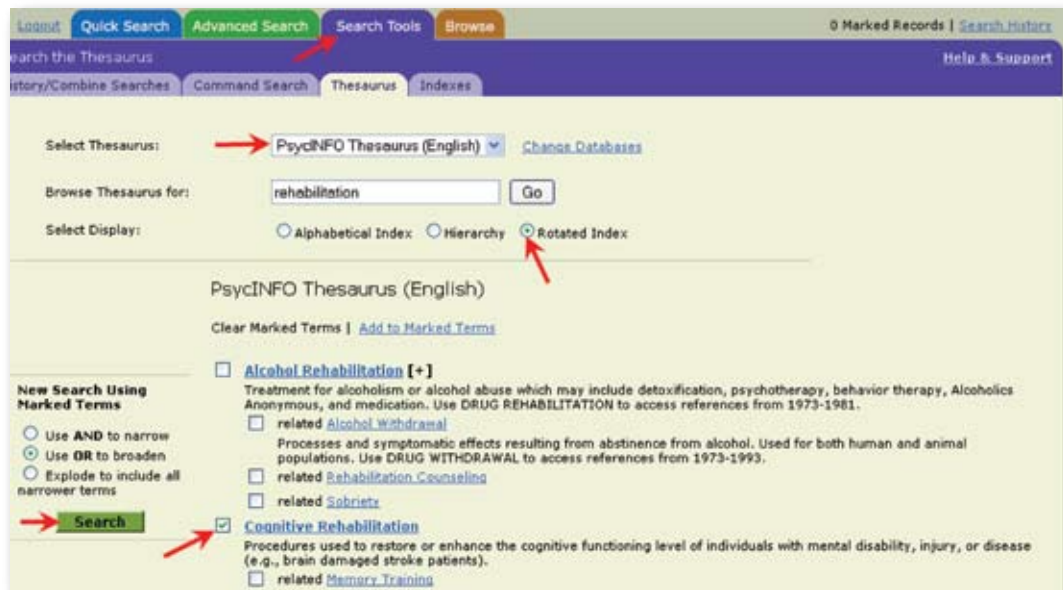 Logout Quick Search Advanced Search Search Tools Browse 0 Marked Records | Search History
earch the Thesaurus Help & Support
istory/Combine Searches Command Search Thesaurus Indexes
Select Thesaurus: PsycINFO Thesaurus (English) Change Databases
Browse Thesaurus for: rehabilitation Go
Select Display: Alphabetical Index Hierarchy Rotated Index
PsycINFO Thesaurus (English)
Clear Marked Terms | Add to Marked Terms
Alcohol Rehabilitation [+]
Treatment for alcoholism or alcohol abuse which may include detoxification, psychotherapy, behavior therapy, Alcoholics
Anonymous, and medication. Use DRUG REHABILITATION to access references from 1973-1981.
related Alcohol Withdrawal
Processes and symptomatic effects resulting from abstinence from alcohol. Used for both human and animal
populations. Use DRUG WITHDRAWAL to access references from 1973-1993.
related Rehabilitation Counseling
related Sobriety
Cognitive Rehabilitation
Procedures used to restore or enhance the cognitive functioning level of individuals with mental disability, injury, or disease
(e.g., brain damaged stroke patients).
related Memory Training
New Search Using
Marked Terms
Use AND to narrow
Use OR to broaden
Explode to include all
narrower terms
Search